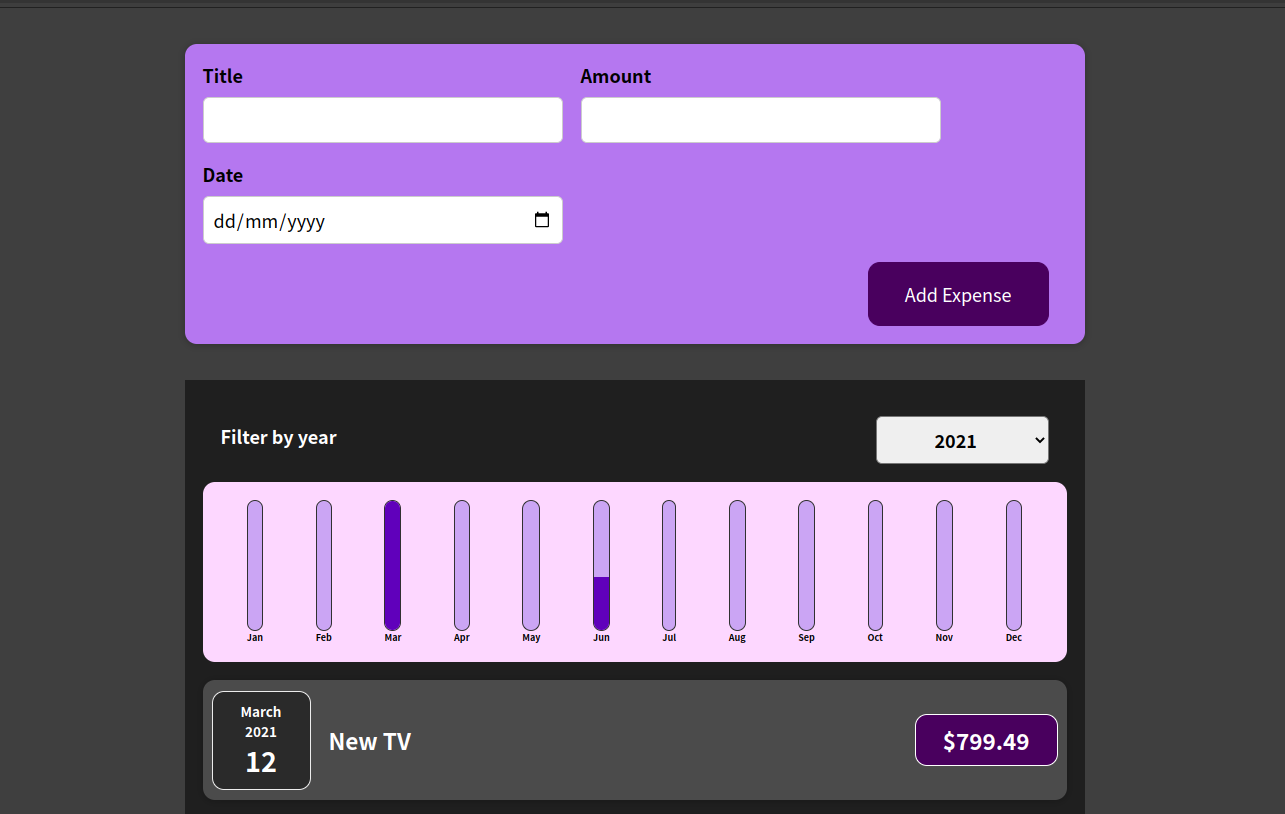 Title Amount
Date
dd/mm/yyyy
Add Expense
Filter by year 2021
Jan Feb Mar Apr May Jun Jul Aug Sep Oct Nov Dec
March
2021
12
New TV
$799.49